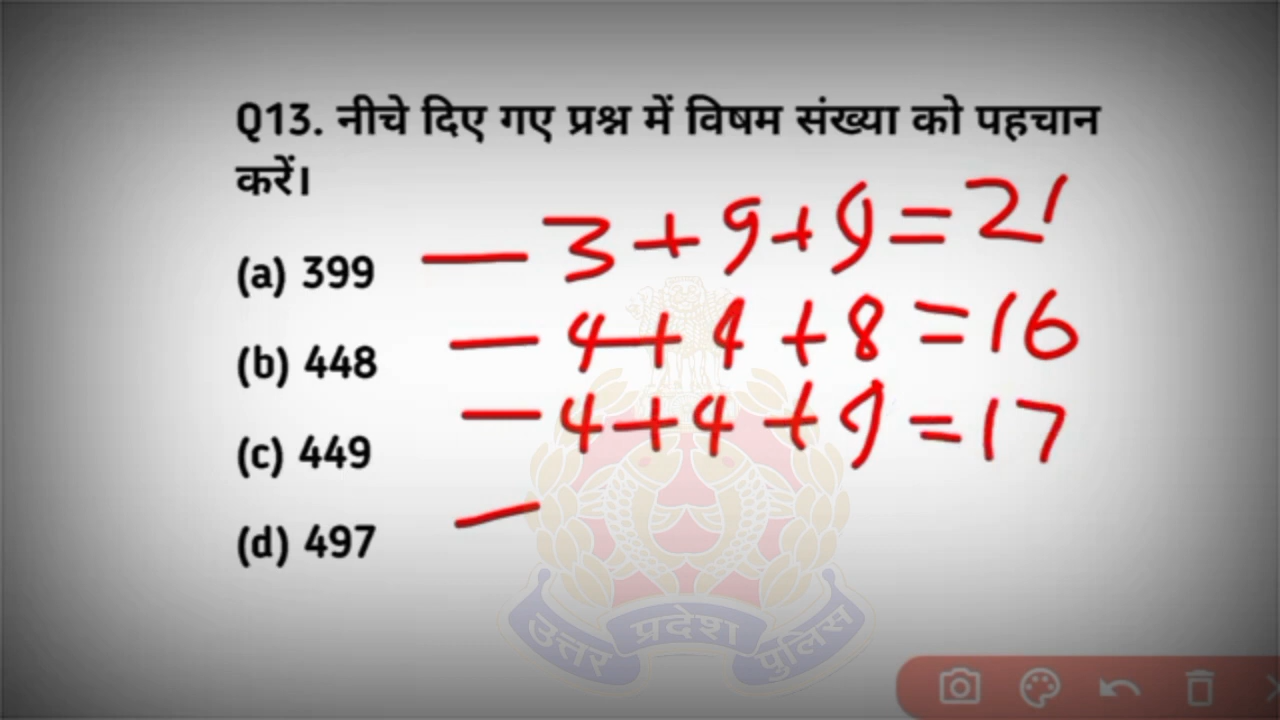 Q13. नीचे दिए गए प्रश्न में विषम संख्या को पहचान
करें।
(a) 399 — 3 + 9 + 9 = 21
(b) 448 — 4 + 4 + 8 = 16
(c) 449 — 4 + 4 + 9 = 17
(d) 497 —
उत्तर प्रदेश पुलिस